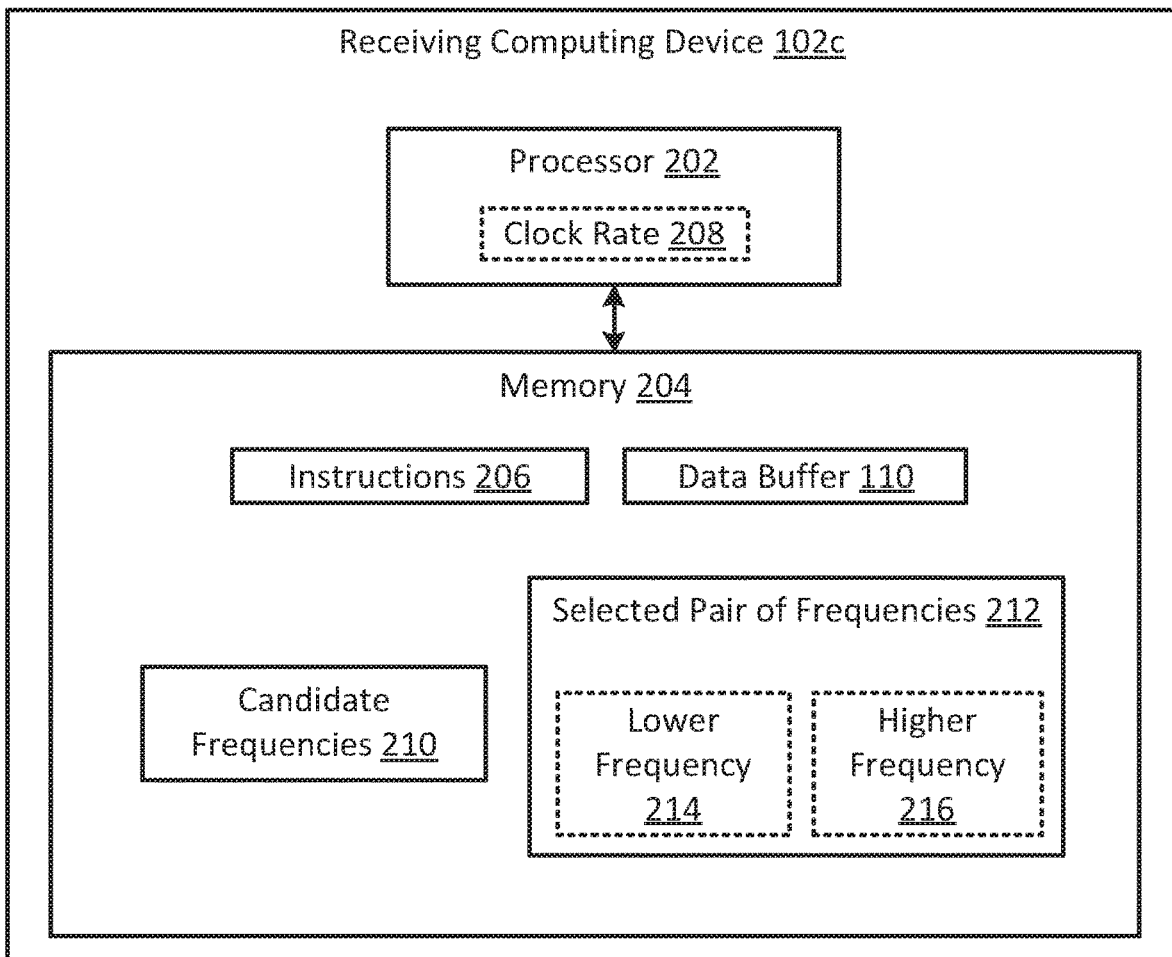 Receiving Computing Device 102c
Processor 202
Clock Rate 208
Memory 204
Instructions 206
Data Buffer 110
Selected Pair of Frequencies 212
Candidate
Frequencies 210
Lower
Frequency
214
Higher
Frequency
216